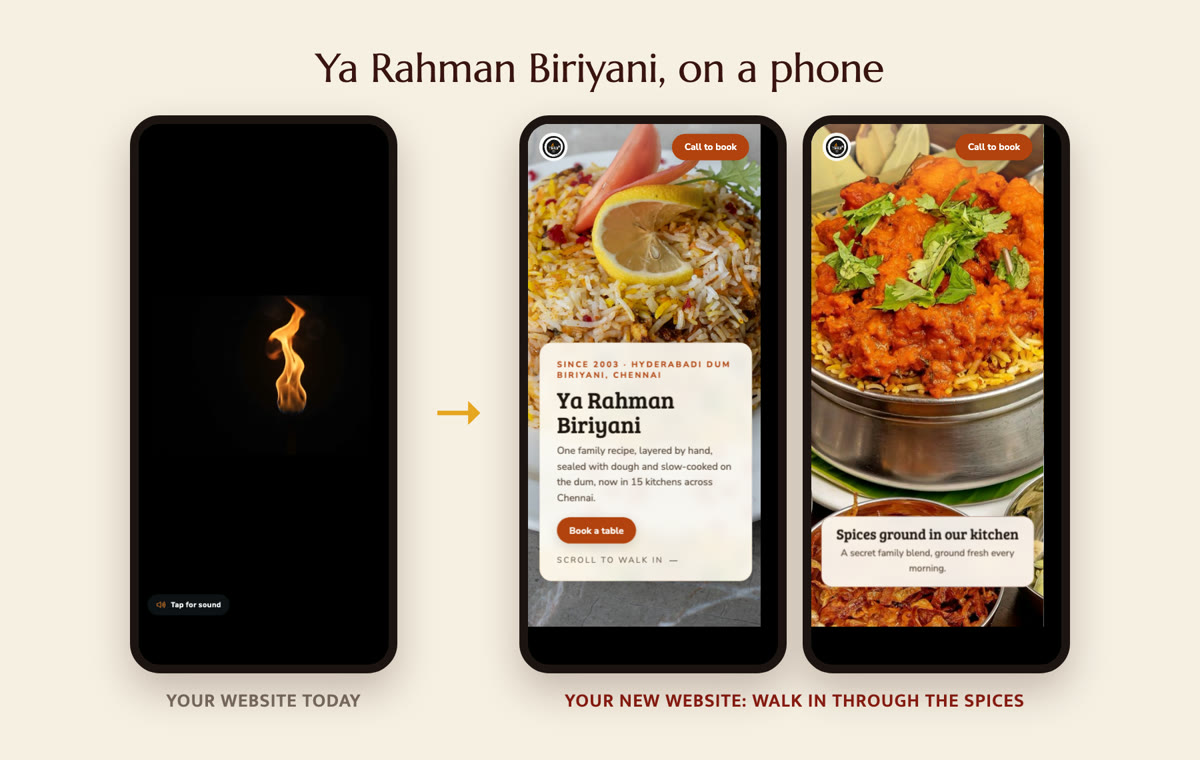 Ya Rahman Biriyani, on a phone
Tap for sound
YOUR WEBSITE TODAY
Call to book
SINCE 2003 · HYDERABADI DUM
BIRIYANI, CHENNAI
Ya Rahman
Biriyani
One family recipe, layered by hand,
sealed with dough and slow-cooked on
the dum, now in 15 kitchens across
Chennai.
Book a table
SCROLL TO WALK IN —
Call to book
Spices ground in our kitchen
A secret family blend, ground fresh every
morning.
YOUR NEW WEBSITE: WALK IN THROUGH THE SPICES